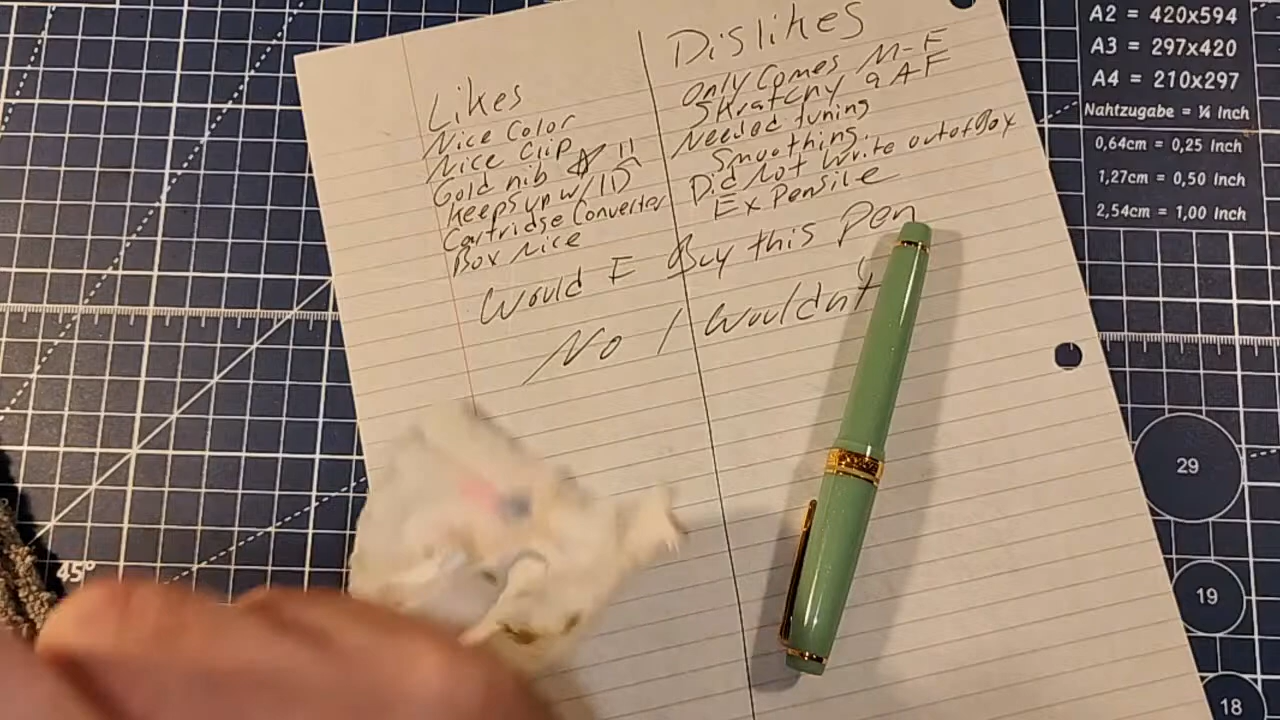 Likes
Nice Color
Nice Clip
Gold nib
Keeps up w/
Cartridge Converter
Box Nice
Dislikes
Only Comes M-F
Skratchy AF
Needed tuning
Smoothing.
Did Not Write out of Box
Expensile
Would I Buy this Pen
No I Wouldn't
A2 = 420x594
A3 = 297x420
A4 = 210x297
Nahtzugabe = ¼ Inch
0,64cm = 0,25 Inch
1,27cm = 0,50 Inch
2,54cm = 1,00 Inch
29
19
18
45°